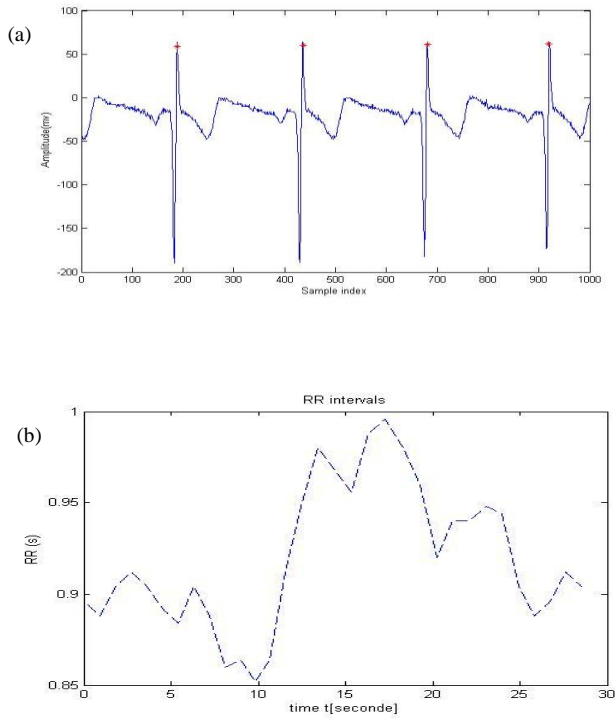 (a)
100
50
0
-50
-100
-150
-200
Amplitude(mv)
0 100 200 300 400 500 600 700 800 900 1000
Sample index
(b)
RR intervals
1
0.95
0.9
0.85
RR (s)
0 5 10 15 20 25 30
time t[seconde]